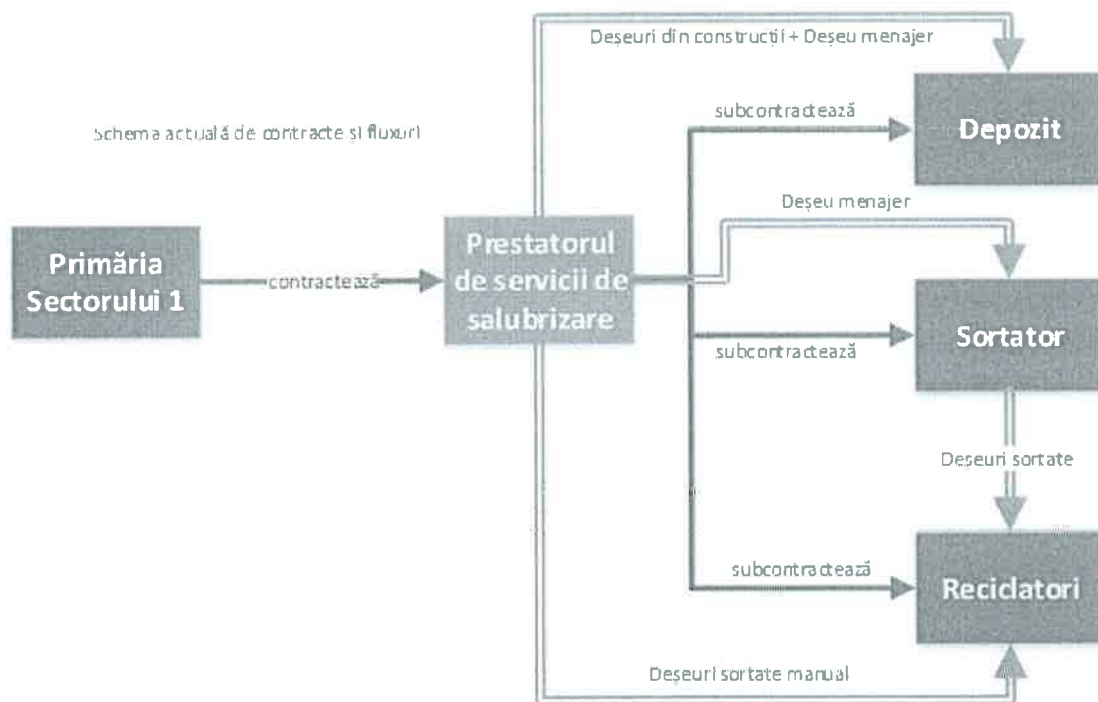 Deșeuri din construcții + Deșeu menajer
Schema actuală de contracte și fluxuri
subcontractează
Depozit
Deșeu menajer
Primăria
Sectorului 1
contractează
Prestatorul
de servicii de
salubrizare
subcontractează
Sortator
Deșeuri sortate
subcontractează
Reciclatori
Deșeuri sortate manual